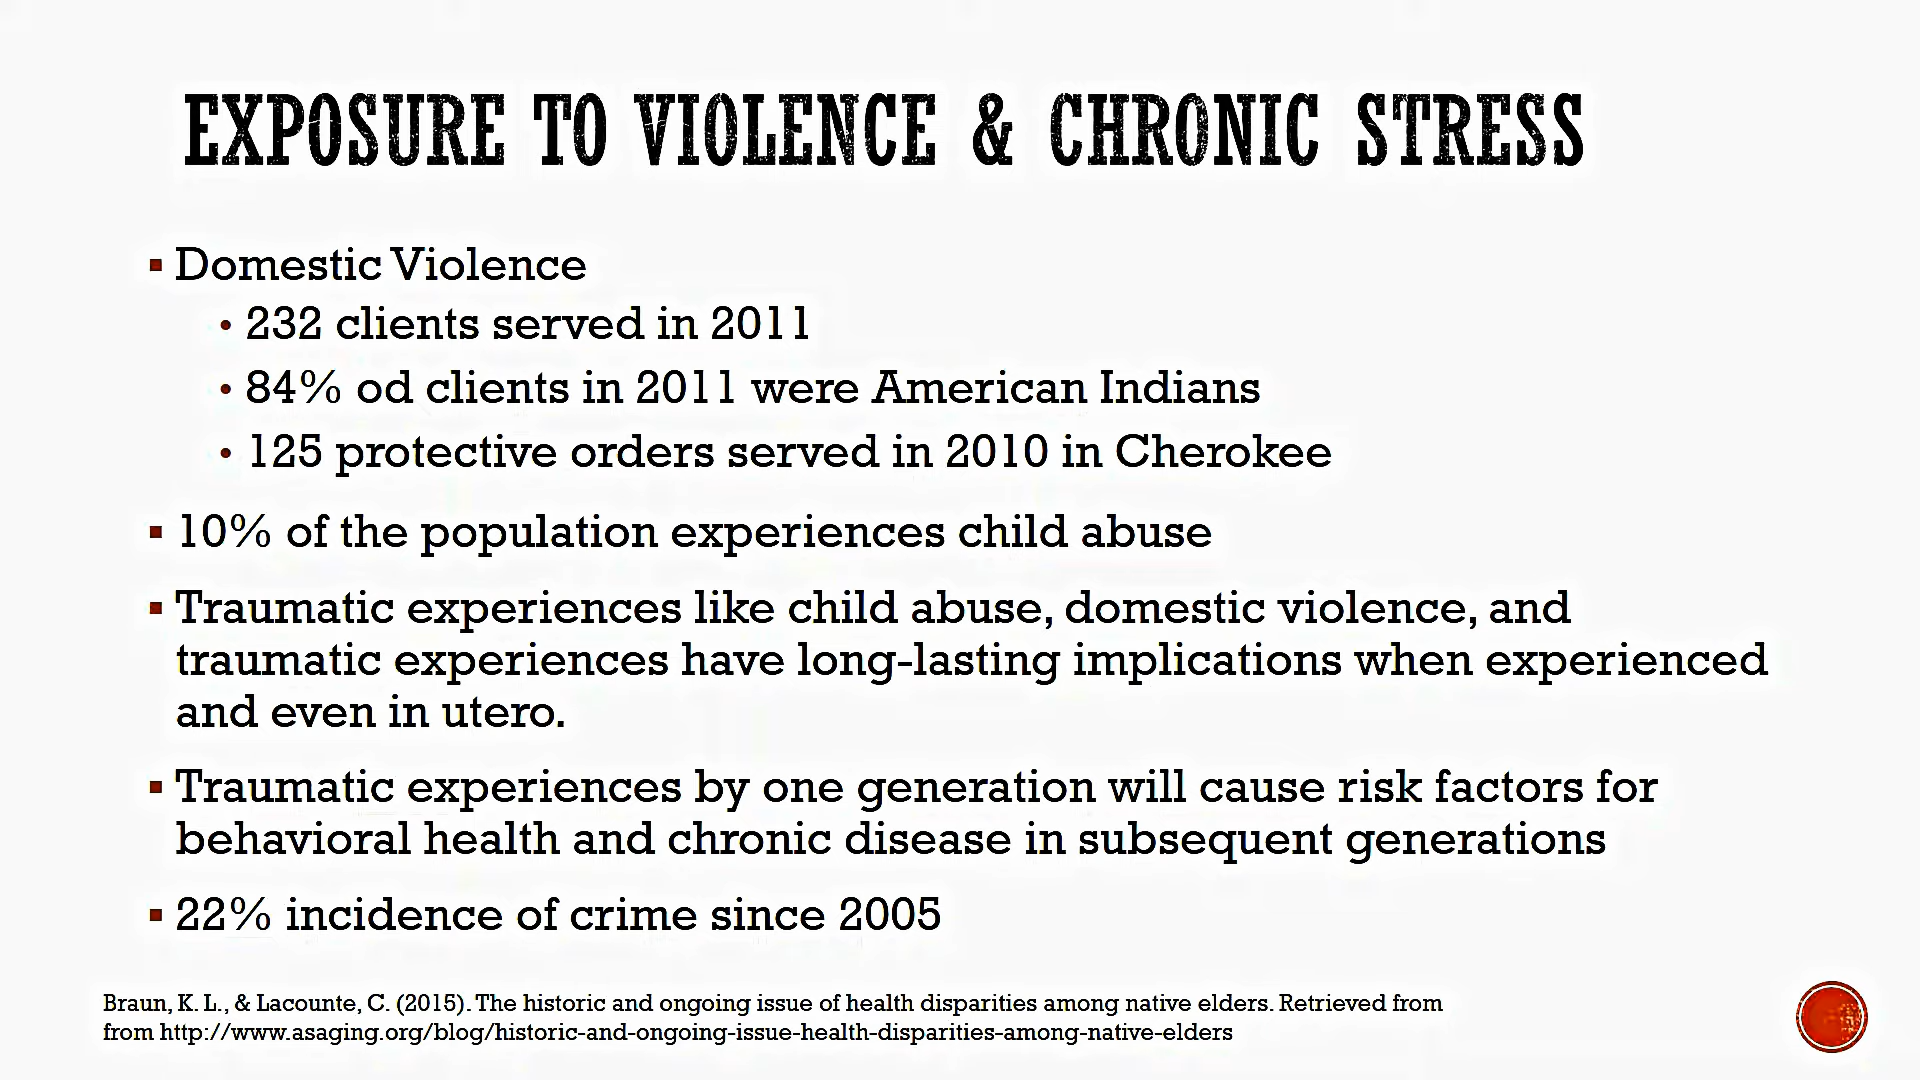 EXPOSURE TO VIOLENCE & CHRONIC STRESS
▪ Domestic Violence
• 232 clients served in 2011
• 84% od clients in 2011 were American Indians
• 125 protective orders served in 2010 in Cherokee
▪ 10% of the population experiences child abuse
▪ Traumatic experiences like child abuse, domestic violence, and
traumatic experiences have long-lasting implications when experienced
and even in utero.
▪ Traumatic experiences by one generation will cause risk factors for
behavioral health and chronic disease in subsequent generations
▪ 22% incidence of crime since 2005
Braun, K. L., & Lacounte, C. (2015). The historic and ongoing issue of health disparities among native elders. Retrieved from
from http://www.asaging.org/blog/historic-and-ongoing-issue-health-disparities-among-native-elders